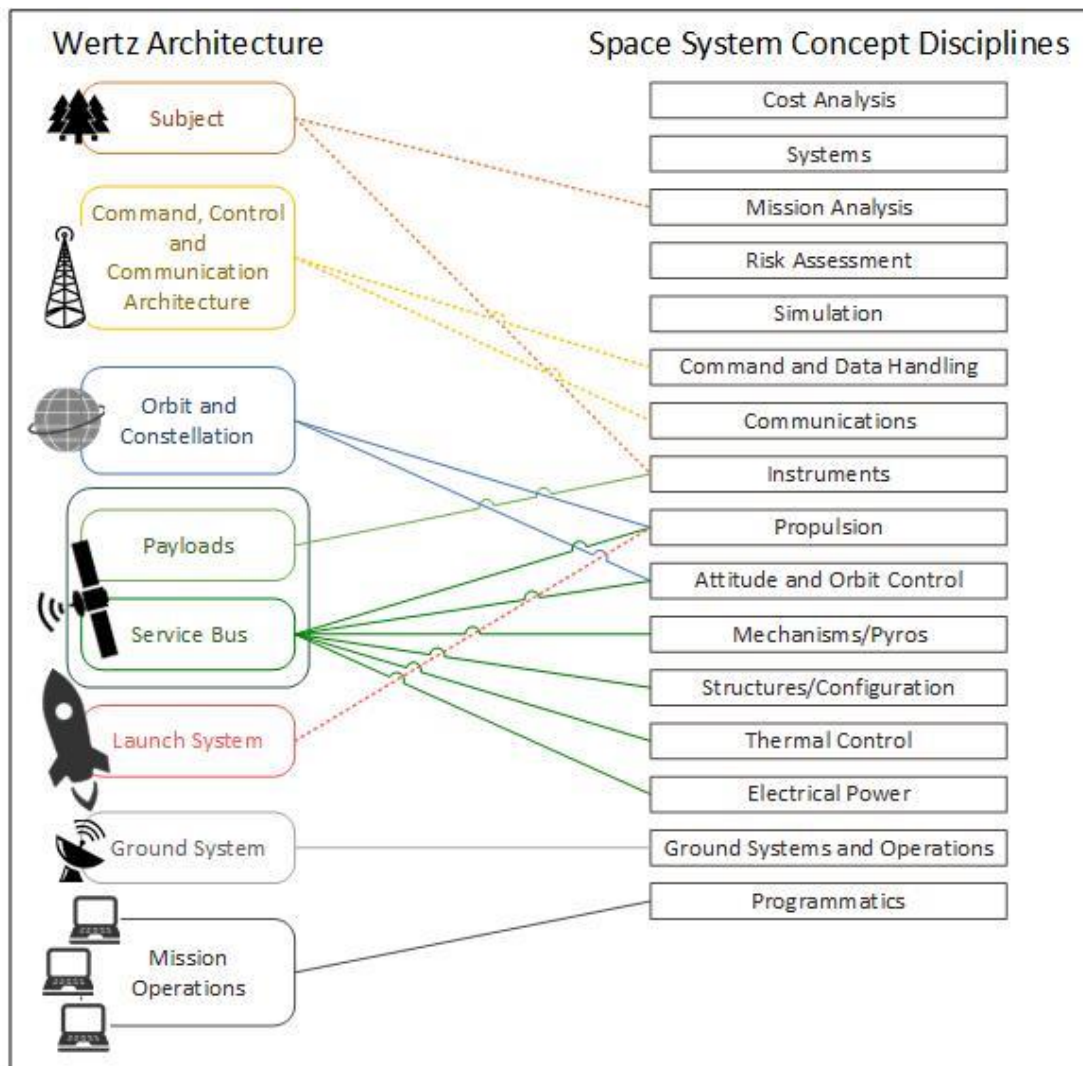 Wertz Architecture
Space System Concept Disciplines
Subject
Command, Control
and
Communication
Architecture
Orbit and
Constellation
Payloads
Service Bus
Launch System
Ground System
Mission
Operations
Cost Analysis
Systems
Mission Analysis
Risk Assessment
Simulation
Command and Data Handling
Communications
Instruments
Propulsion
Attitude and Orbit Control
Mechanisms/Pyros
Structures/Configuration
Thermal Control
Electrical Power
Ground Systems and Operations
Programmatics